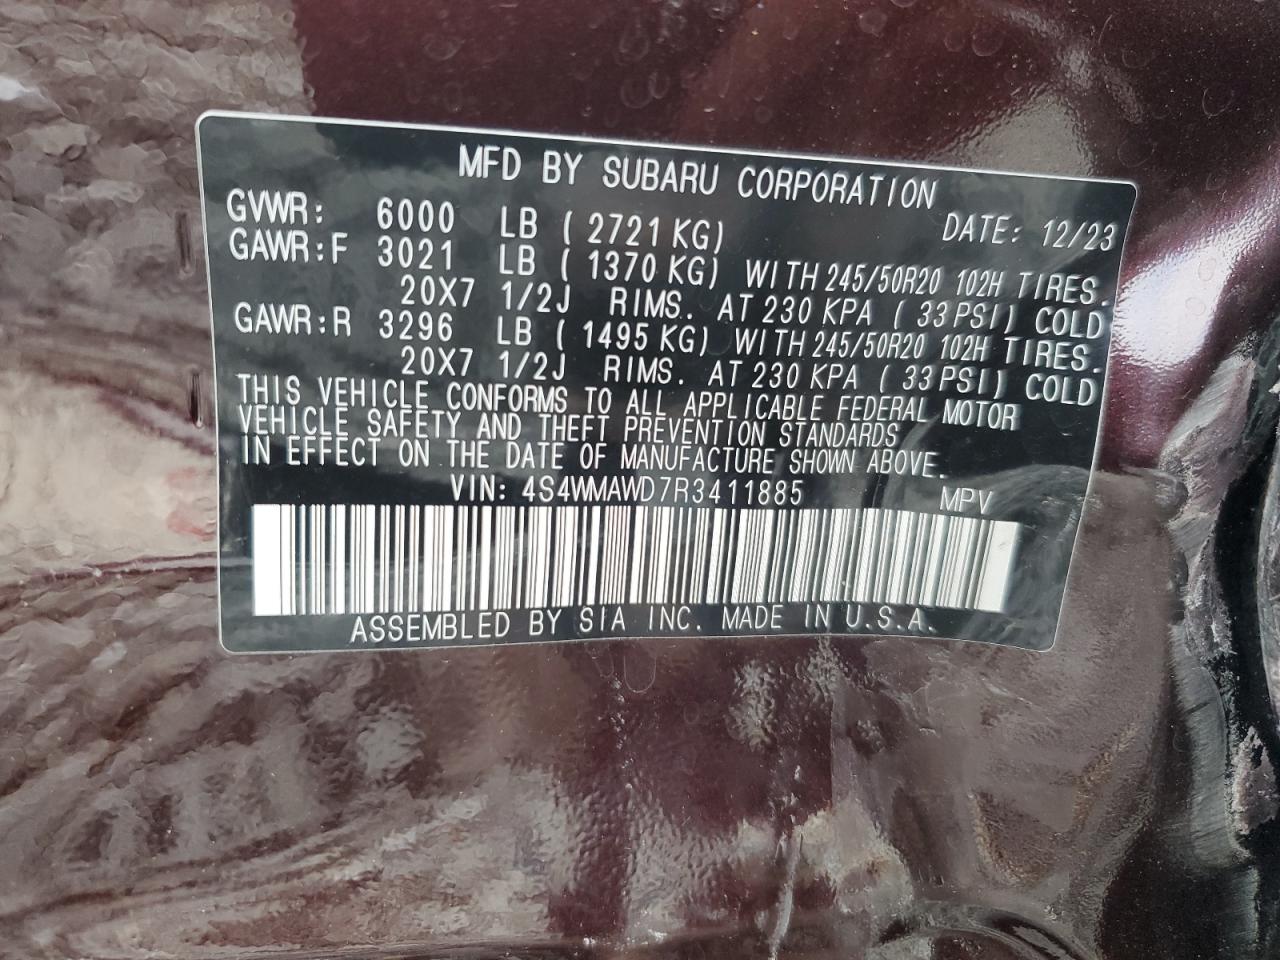 MFD BY SUBARU CORPORATION
DATE: 12/23
GVWR: 6000 LB ( 2721 KG)
GAWR:F 3021 LB ( 1370 KG) WITH 245/50R20 102H TIRES.
20X7 1/2J RIMS. AT 230 KPA ( 33 PSI) COLD
GAWR:R 3296 LB ( 1495 KG) WITH 245/50R20 102H TIRES.
20X7 1/2J RIMS. AT 230 KPA ( 33 PSI) COLD
THIS VEHICLE CONFORMS TO ALL APPLICABLE FEDERAL MOTOR
VEHICLE SAFETY AND THEFT PREVENTION STANDARDS
IN EFFECT ON THE DATE OF MANUFACTURE SHOWN ABOVE.
VIN: 4S4WMAWD7R3411885 MPV
ASSEMBLED BY SIA INC. MADE IN U.S.A.